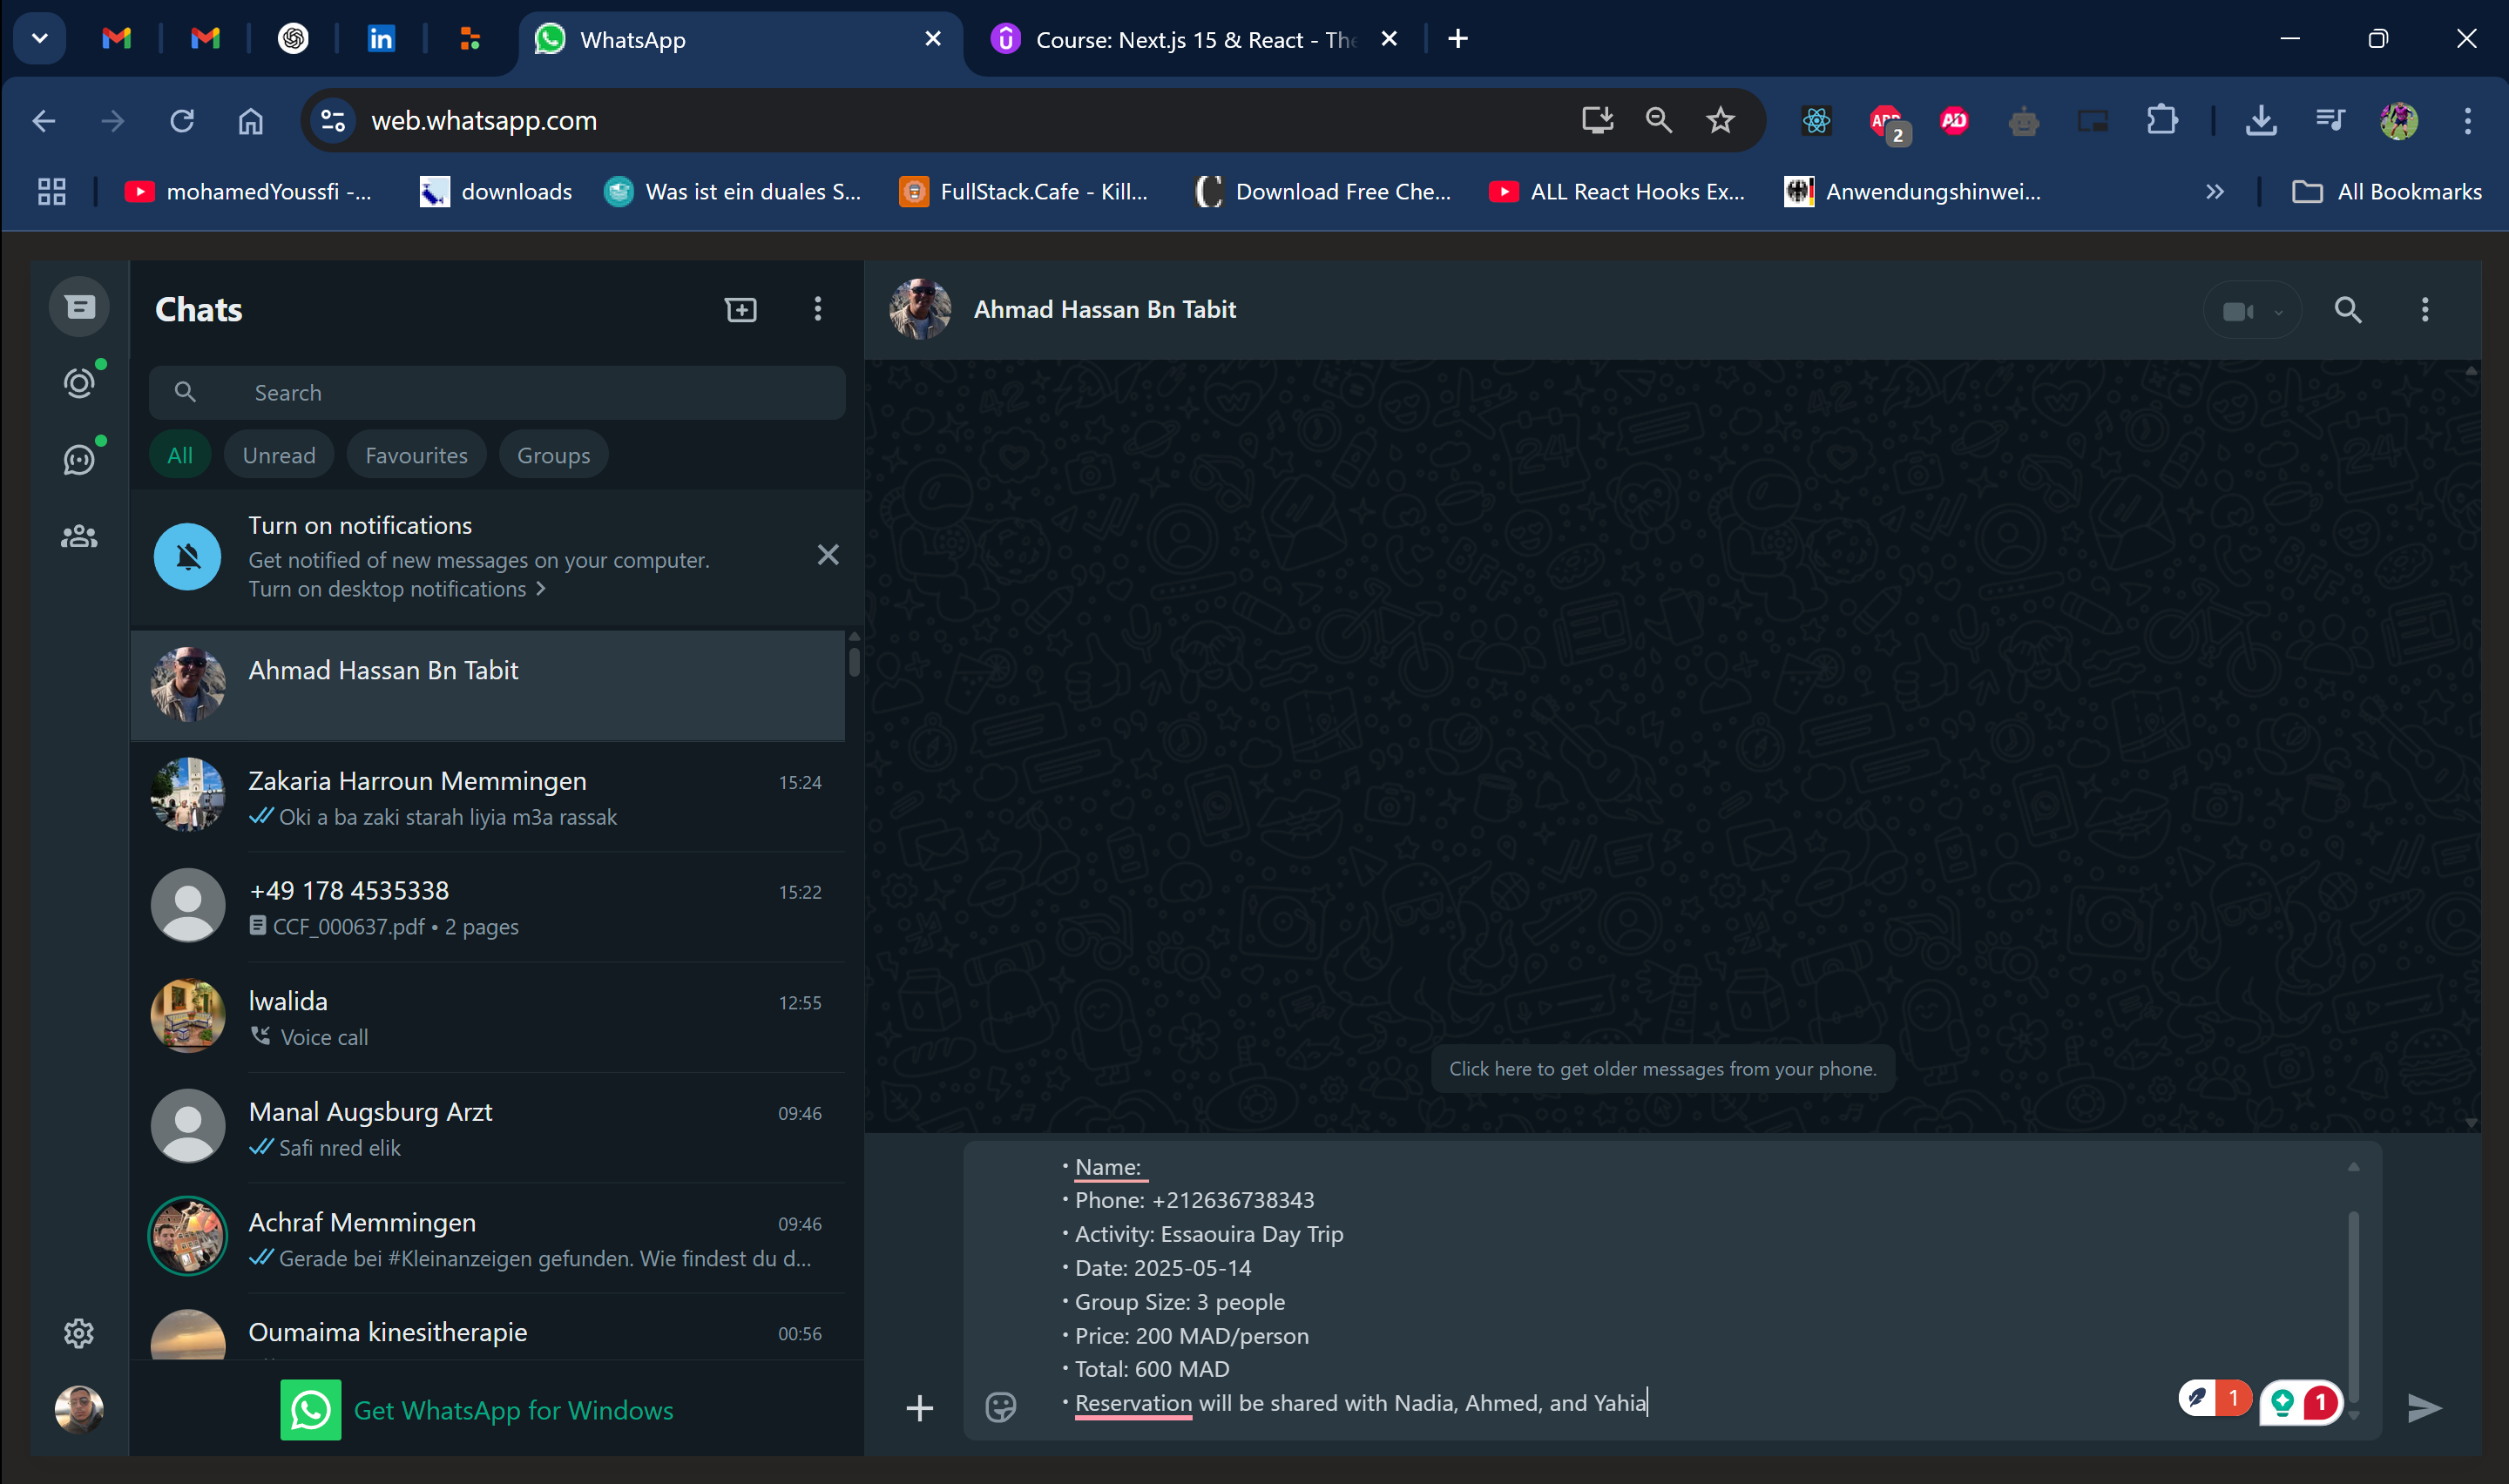 WhatsApp
Course: Next.js 15 & React - The
web.whatsapp.com
2
mohamedYoussfi -...
downloads
Was ist ein duales S...
FullStack.Cafe - Kill...
Download Free Che...
ALL React Hooks Ex...
Anwendungshinwei...
All Bookmarks
Chats
Search
All
Unread
Favourites
Groups
Turn on notifications
Get notified of new messages on your computer.
Turn on desktop notifications
Ahmad Hassan Bn Tabit
Zakaria Harroun Memmingen
15:24
Oki a ba zaki starah liyia m3a rassak
+49 178 4535338
15:22
CCF_000637.pdf • 2 pages
lwalida
12:55
Voice call
Manal Augsburg Arzt
09:46
Safi nred elik
Achraf Memmingen
09:46
Gerade bei #Kleinanzeigen gefunden. Wie findest du d...
Oumaima kinesitherapie
00:56
Get WhatsApp for Windows
Ahmad Hassan Bn Tabit
Click here to get older messages from your phone.
• Name:
• Phone: +212636738343
• Activity: Essaouira Day Trip
• Date: 2025-05-14
• Group Size: 3 people
• Price: 200 MAD/person
• Total: 600 MAD
• Reservation will be shared with Nadia, Ahmed, and Yahia
1
1